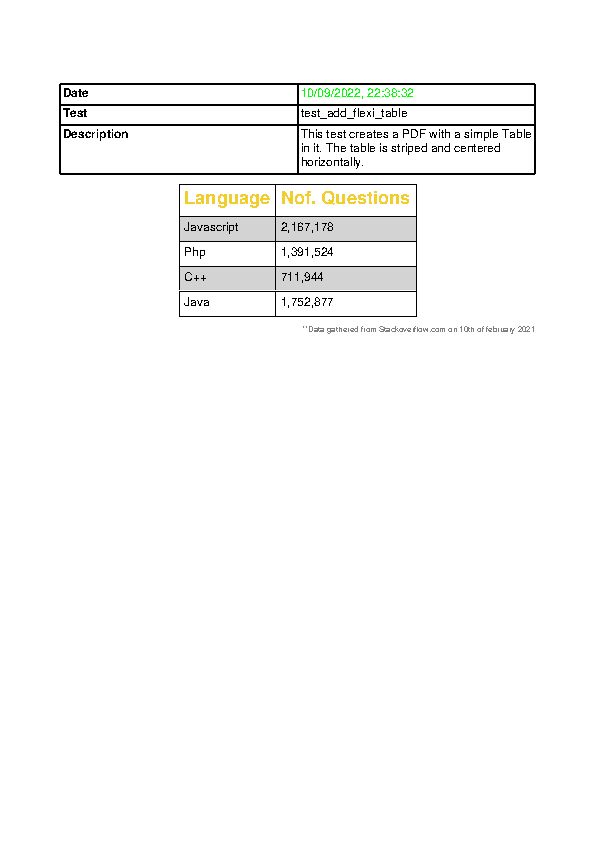 Date 10/09/2022, 22:38:32
Test test_add_flexi_table
Description This test creates a PDF with a simple Table
in it. The table is striped and centered
horizontally.
Language Nof. Questions
Javascript 2,167,178
Php 1,391,524
C++ 711,944
Java 1,752,877
**Data gathered from Stackoverflow.com on 10th of february 2021